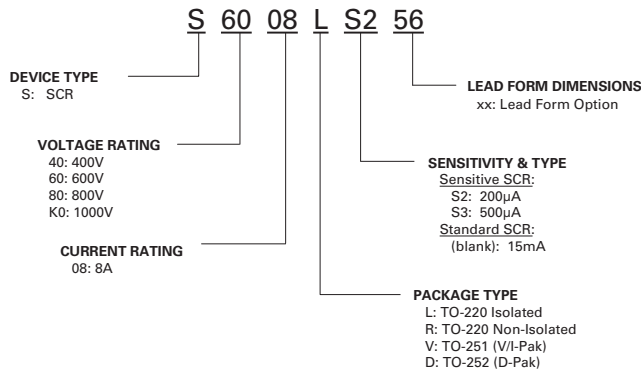 S 60 08 L S2 56
DEVICE TYPE
S: SCR
VOLTAGE RATING
40: 400V
60: 600V
80: 800V
K0: 1000V
CURRENT RATING
08: 8A
LEAD FORM DIMENSIONS
xx: Lead Form Option
SENSITIVITY & TYPE
Sensitive SCR:
S2: 200µA
S3: 500µA
Standard SCR:
(blank): 15mA
PACKAGE TYPE
L: TO-220 Isolated
R: TO-220 Non-Isolated
V: TO-251 (V/I-Pak)
D: TO-252 (D-Pak)